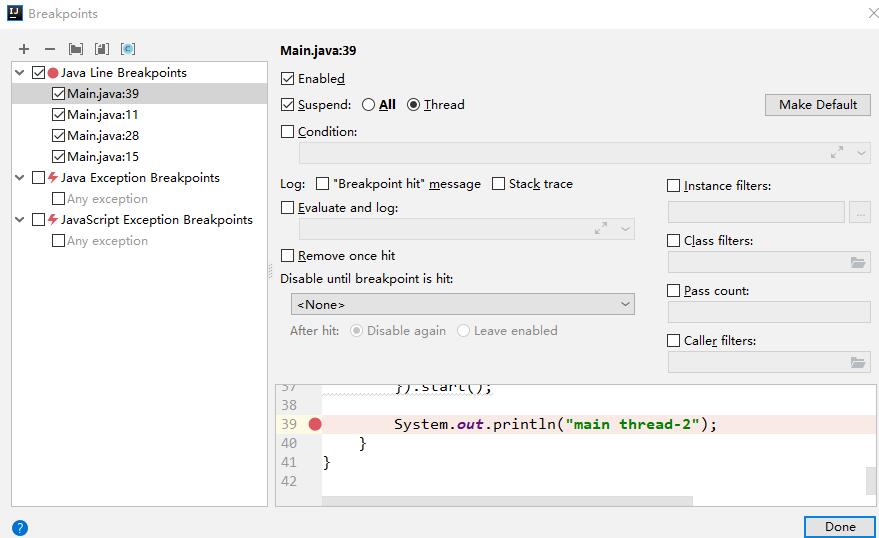 IJ Breakpoints
Java Line Breakpoints
Main.java:39
Main.java:11
Main.java:28
Main.java:15
Java Exception Breakpoints
Any exception
JavaScript Exception Breakpoints
Any exception
Main.java:39
Enabled
Suspend: All Thread Make Default
Condition:
Log: "Breakpoint hit" message Stack trace
Evaluate and log:
Remove once hit
Disable until breakpoint is hit:
<None>
After hit: Disable again Leave enabled
Instance filters:
...
Class filters:
Pass count:
Caller filters:
37 }).start();
38
39 System.out.println("main thread-2");
40 }
41 }
42
? Done